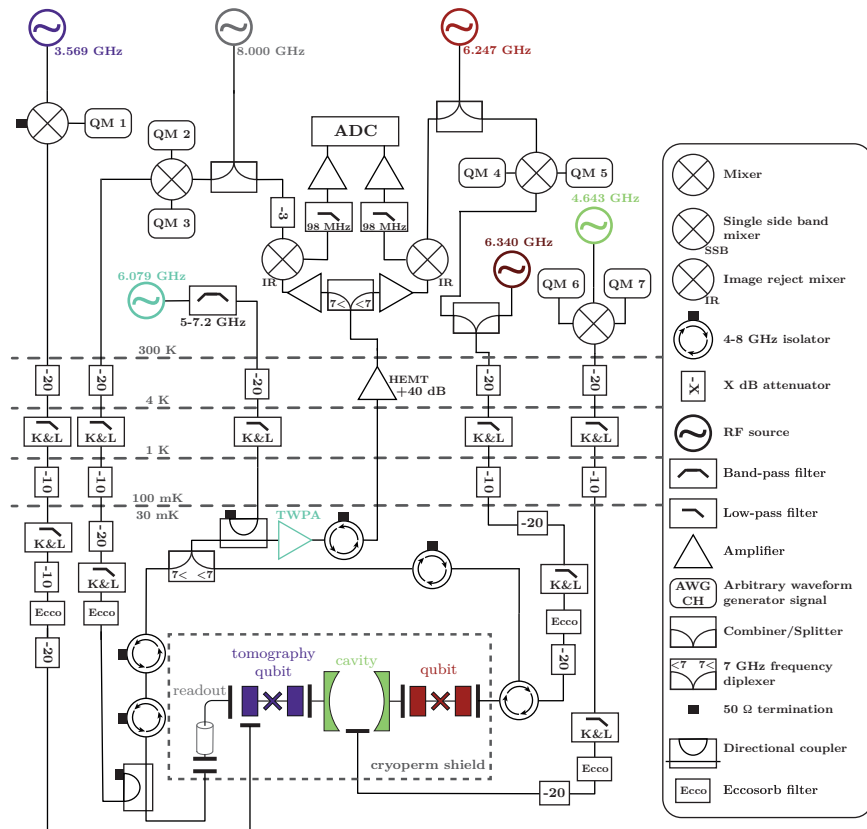 3.569 GHz
8.000 GHz
6.247 GHz
QM 1
QM 2
QM 3
ADC
QM 4
QM 5
-3
98 MHz
98 MHz
4.643 GHz
6.340 GHz
IR
IR
6.079 GHz
7< <7
QM 6
QM 7
5-7.2 GHz
300 K
-20
-20
-20
HEMT
+40 dB
-20
-20
4 K
K&L
K&L
K&L
K&L
K&L
1 K
-10
-10
-10
-10
100 mK
30 mK
TWPA
K&L
-20
-20
7< <7
-10
K&L
K&L
Ecco
Ecco
Ecco
-20
-20
tomography
qubit
cavity
qubit
readout
K&L
cryoperm shield
Ecco
-20
Mixer
Single side band
mixer
SSB
Image reject mixer
IR
4-8 GHz isolator
-X
X dB attenuator
RF source
Band-pass filter
Low-pass filter
Amplifier
AWG
CH
Arbitrary waveform
generator signal
Combiner/Splitter
<7 7<
7 GHz frequency
diplexer
50 Ω termination
Directional coupler
Ecco
Eccosorb filter